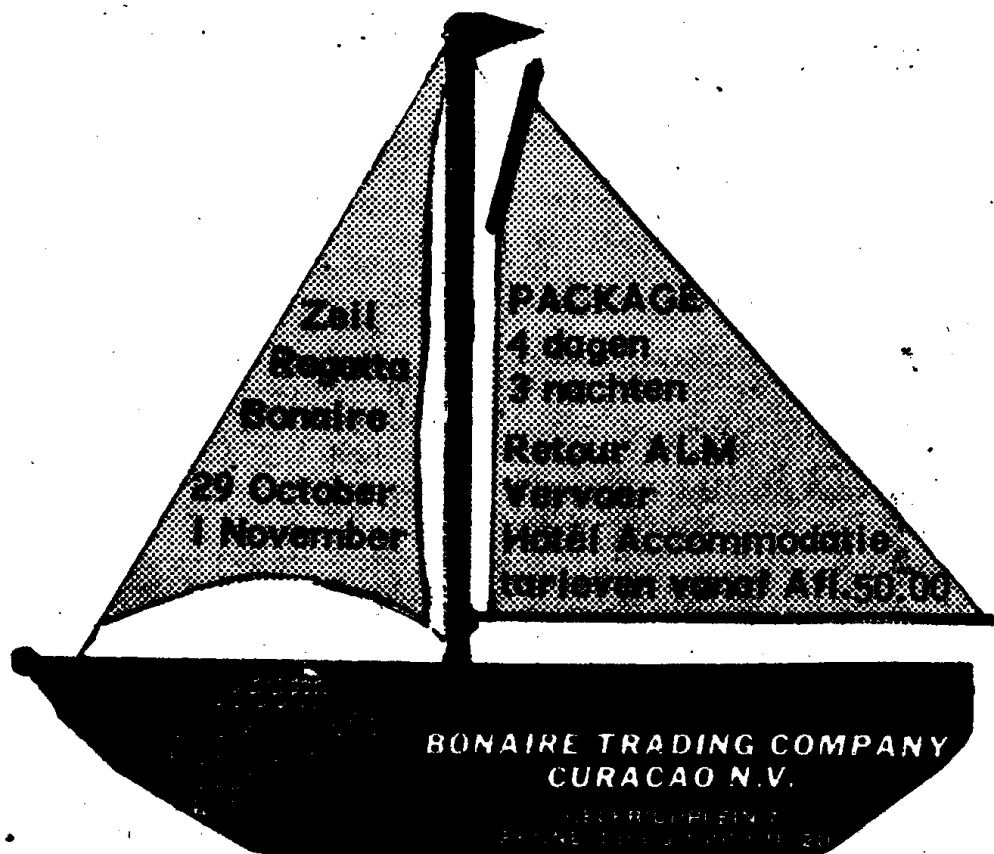 Zeil
Regatta
Bonaire
29 October
1 November
PACKAGE
4 dagen
3 nachten
Retour ALM
Vervoer
Hotel Accommodatie
tarieven vanaf Afl.50.00
BONAIRE TRADING COMPANY
CURACAO N.V.